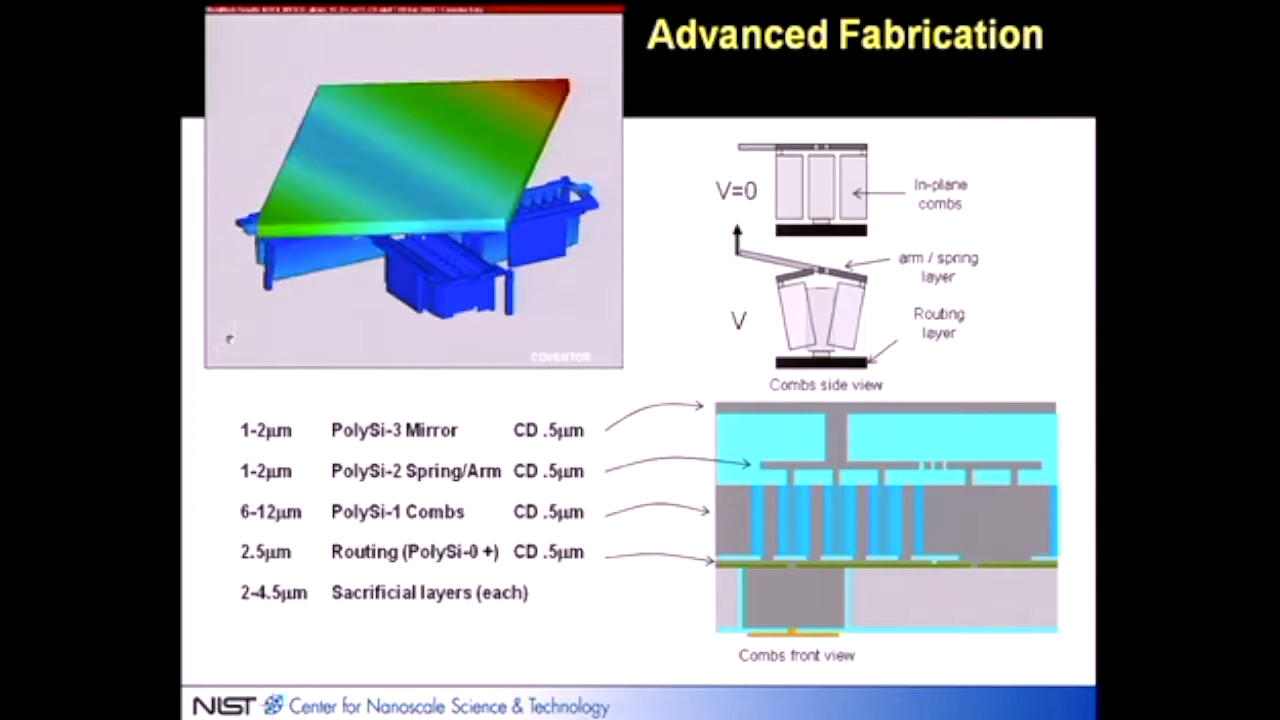 Advanced Fabrication
COVENTOR
V=0
In-plane
combs
arm / spring
layer
V
Routing
layer
Combs side view
1-2μm PolySi-3 Mirror CD .5μm
1-2μm PolySi-2 Spring/Arm CD .5μm
6-12μm PolySi-1 Combs CD .5μm
2.5μm Routing (PolySi-0 +) CD .5μm
2-4.5μm Sacrificial layers (each)
Combs front view
NIST Center for Nanoscale Science & Technology